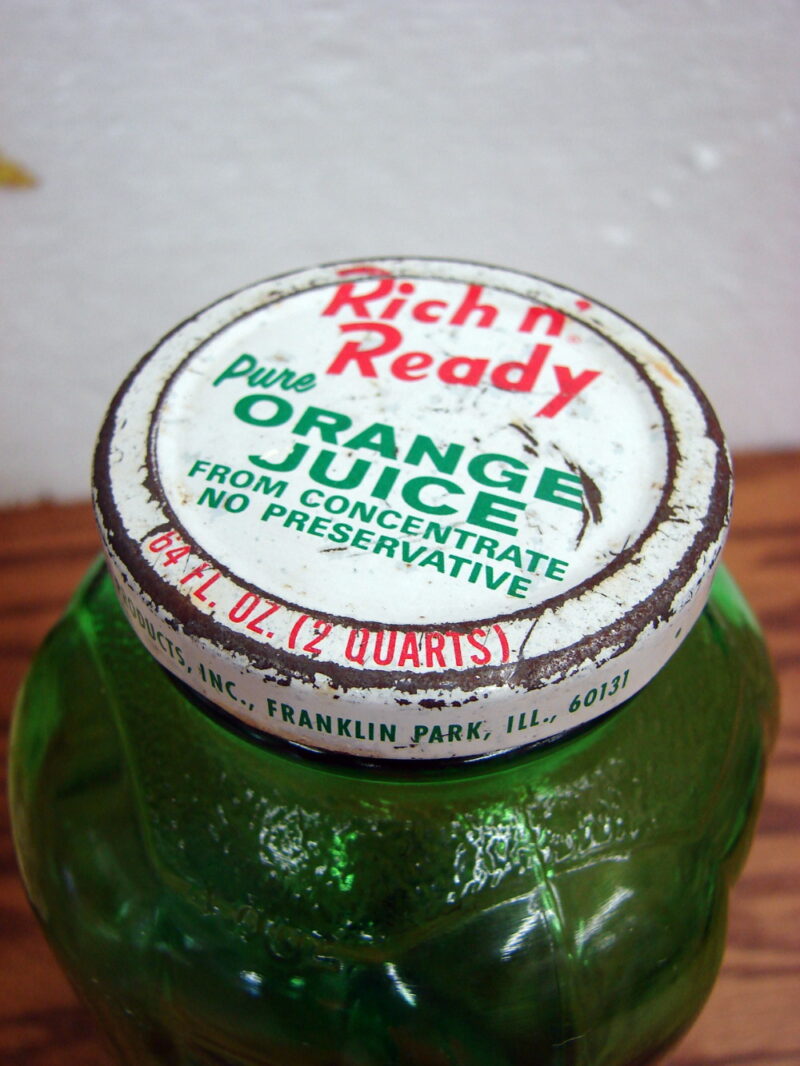 Rich n'
Ready®
Pure
ORANGE
JUICE
FROM CONCENTRATE
NO PRESERVATIVE
64 FL. OZ. (2 QUARTS)
PRODUCTS, INC., FRANKLIN PARK, ILL., 60131